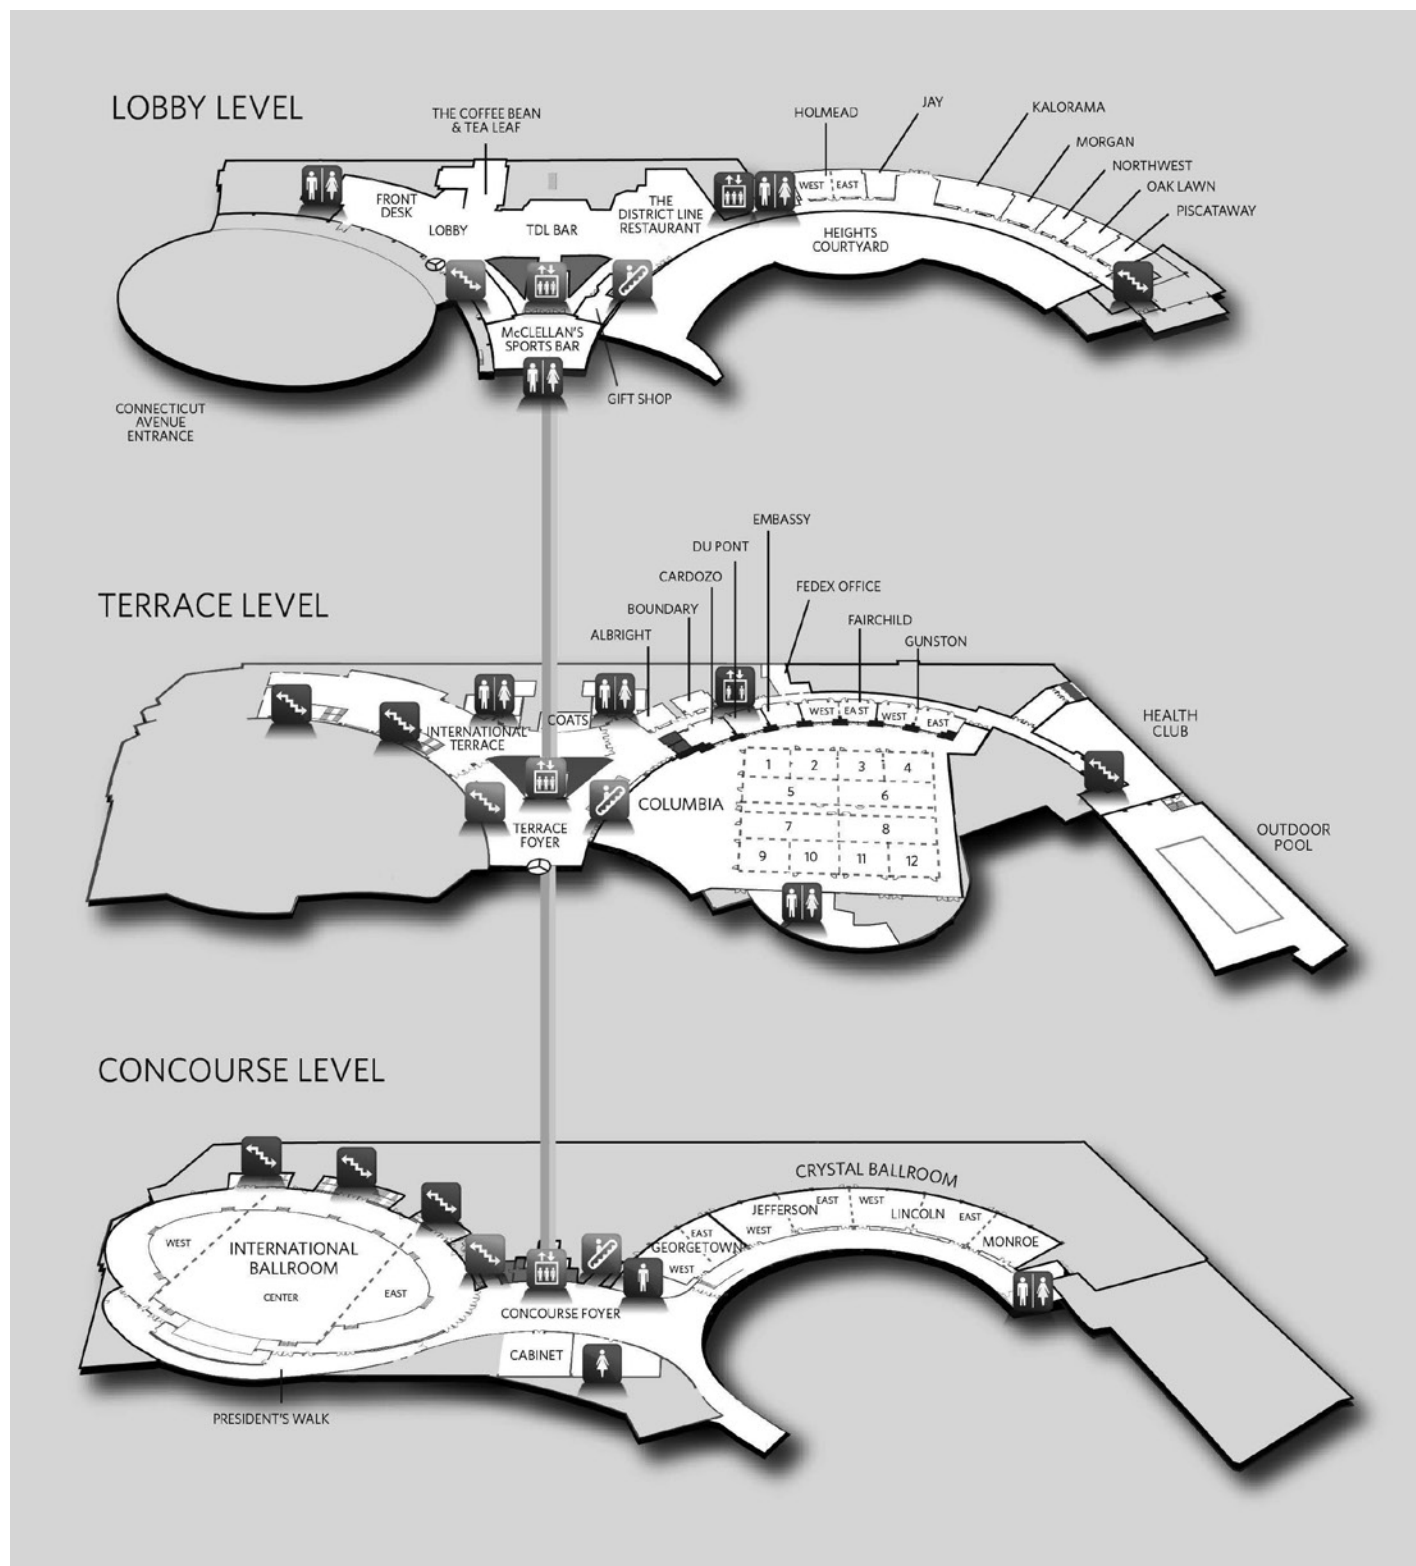 LOBBY LEVEL
THE COFFEE BEAN
& TEA LEAF
HOLMEAD
JAY
KALORAMA
MORGAN
NORTHWEST
OAK LAWN
PISCATAWAY
WEST
EAST
FRONT
DESK
LOBBY
TDL BAR
THE
DISTRICT LINE
RESTAURANT
HEIGHTS
COURTYARD
McCLELLAN'S
SPORTS BAR
GIFT SHOP
CONNECTICUT
AVENUE
ENTRANCE
TERRACE LEVEL
EMBASSY
DU PONT
CARDOZO
BOUNDARY
ALBRIGHT
FEDEX OFFICE
FAIRCHILD
GUNSTON
WEST
EAST
WEST
EAST
COATS
INTERNATIONAL
TERRACE
HEALTH
CLUB
1
2
3
4
5
6
7
8
9
10
11
12
COLUMBIA
TERRACE
FOYER
OUTDOOR
POOL
CONCOURSE LEVEL
CRYSTAL BALLROOM
WEST
INTERNATIONAL
BALLROOM
CENTER
EAST
EAST
GEORGETOWN
WEST
EAST
JEFFERSON
WEST
WEST
LINCOLN
EAST
MONROE
CONCOURSE FOYER
CABINET
PRESIDENT'S WALK